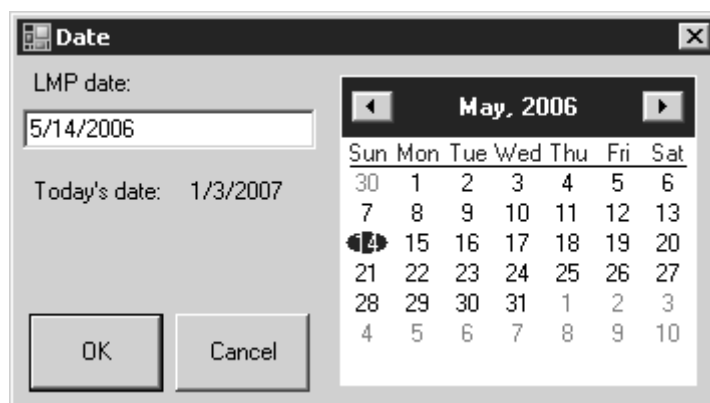 Date
LMP date:
5/14/2006
Today's date: 1/3/2007
OK
Cancel
May, 2006
Sun Mon Tue Wed Thu Fri Sat
30 1 2 3 4 5 6
7 8 9 10 11 12 13
14 15 16 17 18 19 20
21 22 23 24 25 26 27
28 29 30 31 1 2 3
4 5 6 7 8 9 10